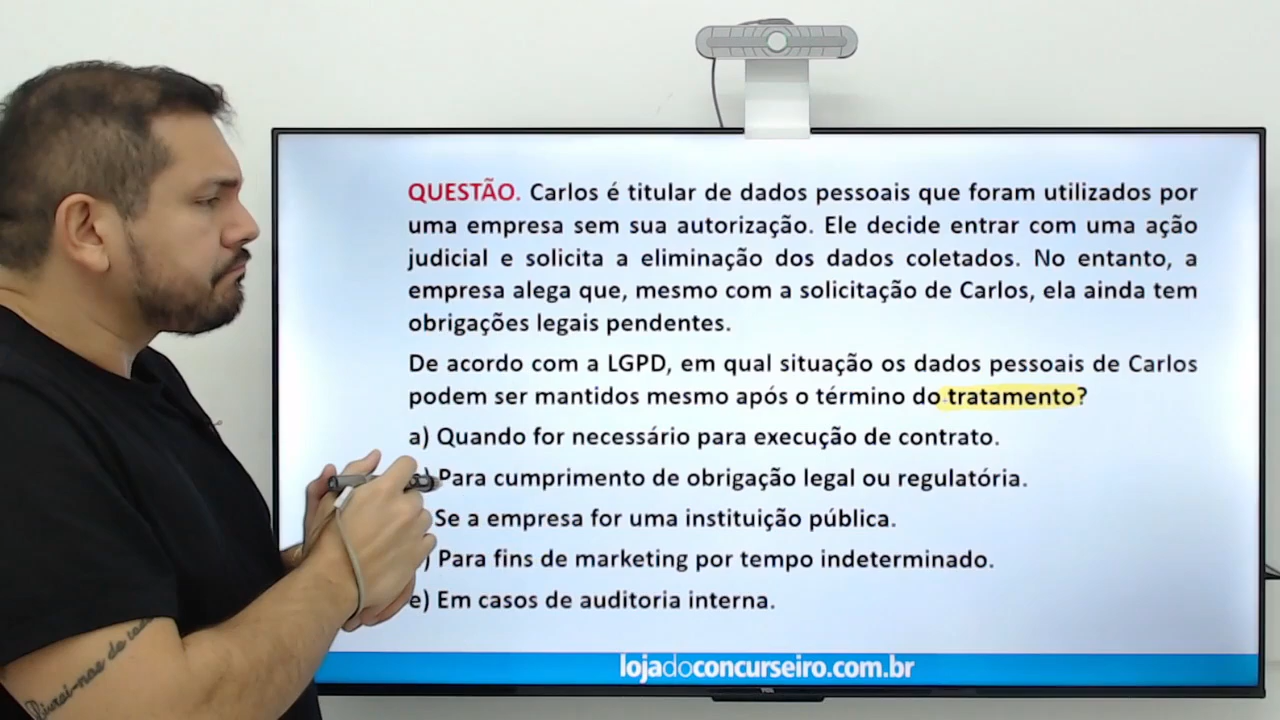 QUESTÃO. Carlos é titular de dados pessoais que foram utilizados por
uma empresa sem sua autorização. Ele decide entrar com uma ação
judicial e solicita a eliminação dos dados coletados. No entanto, a
empresa alega que, mesmo com a solicitação de Carlos, ela ainda tem
obrigações legais pendentes.
De acordo com a LGPD, em qual situação os dados pessoais de Carlos
podem ser mantidos mesmo após o término do tratamento?
a) Quando for necessário para execução de contrato.
) Para cumprimento de obrigação legal ou regulatória.
Se a empresa for uma instituição pública.
) Para fins de marketing por tempo indeterminado.
e) Em casos de auditoria interna.
lojadoconcurseiro.com.br
TCL